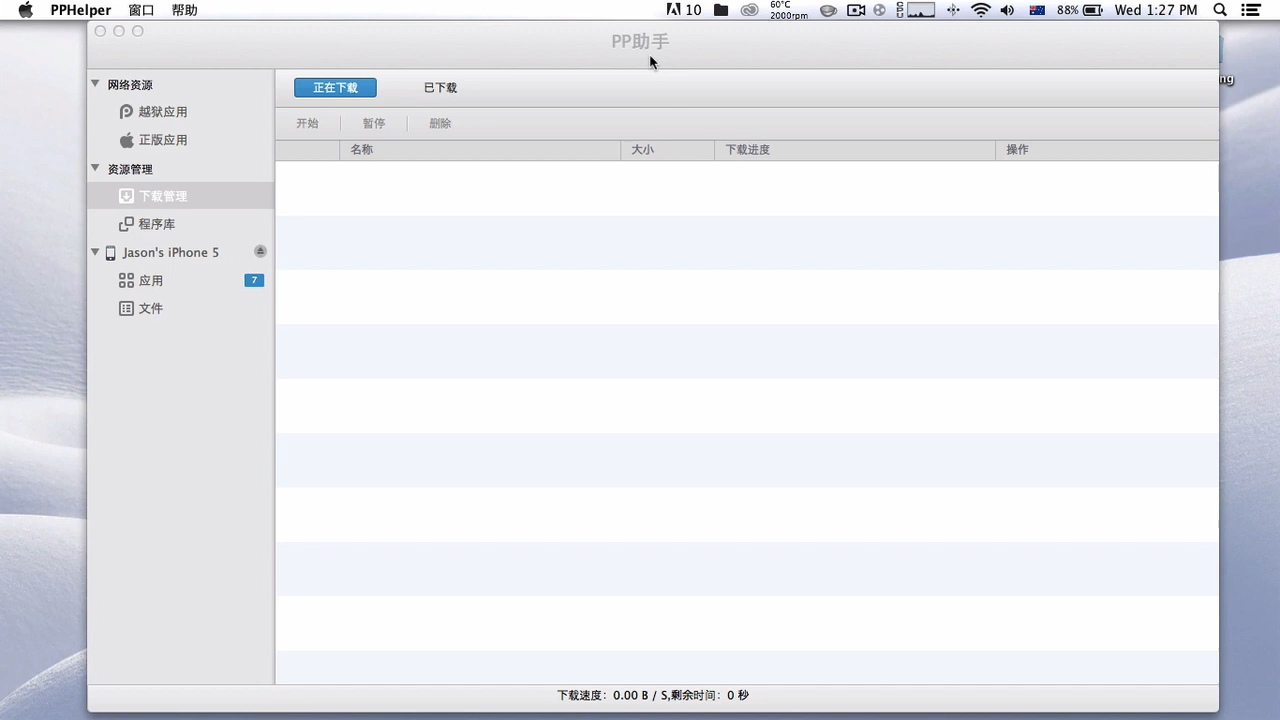 PPHelper 窗口 帮助 10 60°C 2000rpm 88% Wed 1:27 PM
PP助手
ng
网络资源
越狱应用
正版应用
资源管理
下载管理
程序库
Jason's iPhone 5
应用 7
文件
正在下载 已下载
开始 暂停 删除
名称 大小 下载进度 操作
下载速度: 0.00 B / S,剩余时间: 0 秒